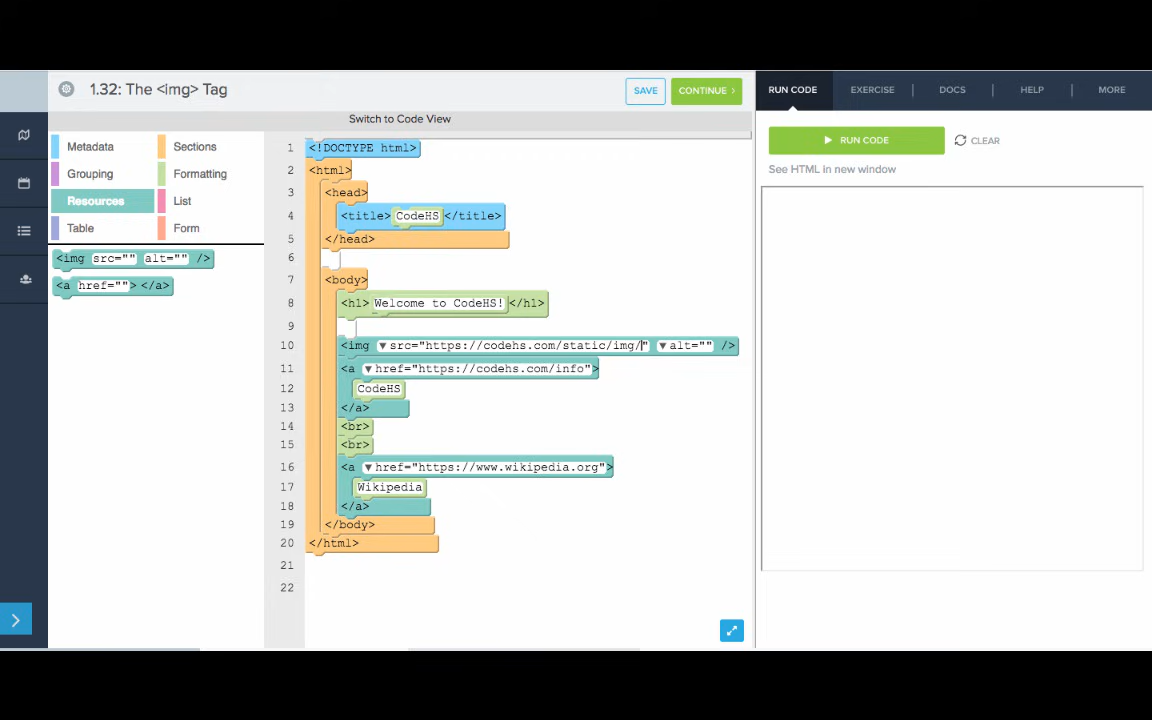 1.32: The <img> Tag
SAVE
CONTINUE ›
RUN CODE
EXERCISE
DOCS
HELP
MORE
Switch to Code View
Metadata
Sections
Grouping
Formatting
Resources
List
Table
Form
<img src="" alt="" />
<a href=""> </a>
1 <!DOCTYPE html>
2 <html>
3 <head>
4 <title> CodeHS </title>
5 </head>
6
7 <body>
8 <h1> Welcome to CodeHS! </h1>
9
10 <img ▼src="https://codehs.com/static/img/" ▼alt="" />
11 <a ▼href="https://codehs.com/info">
12 CodeHS
13 </a>
14 <br>
15 <br>
16 <a ▼href="https://www.wikipedia.org">
17 Wikipedia
18 </a>
19 </body>
20 </html>
21
22
RUN CODE
CLEAR
See HTML in new window